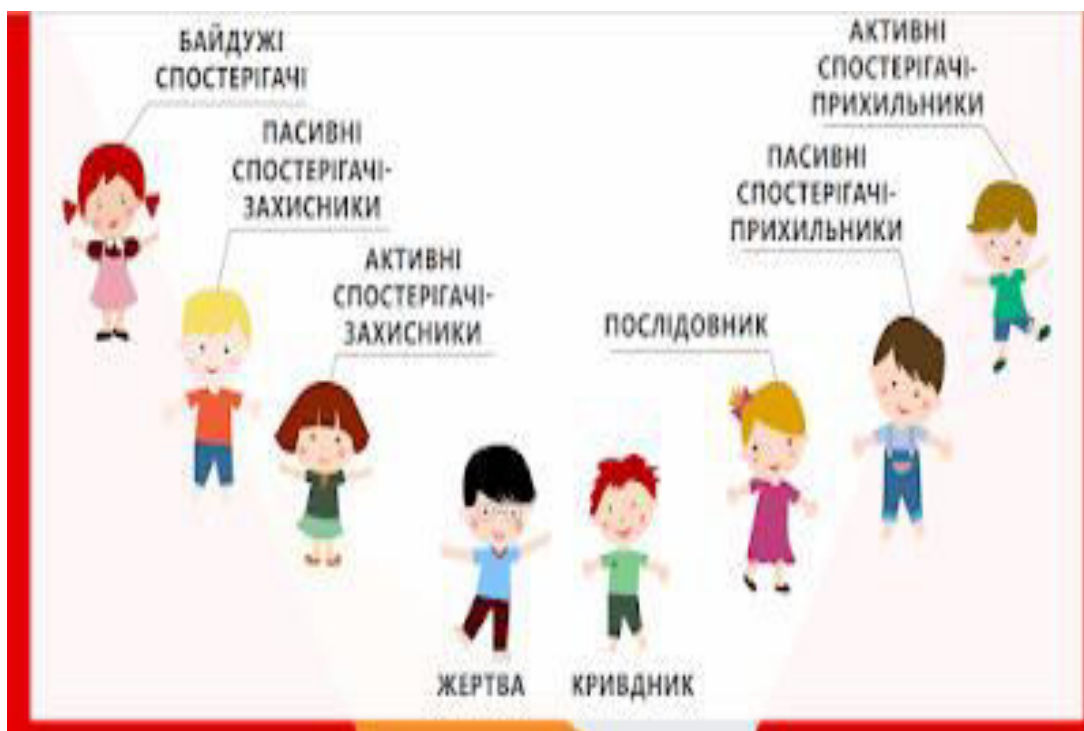 БАЙДУЖІ
СПОСТЕРІГАЧІ
ПАСИВНІ
СПОСТЕРІГАЧІ-
ЗАХИСНИКИ
АКТИВНІ
СПОСТЕРІГАЧІ-
ЗАХИСНИКИ
ЖЕРТВА
КРИВДНИК
ПОСЛІДОВНИК
ПАСИВНІ
СПОСТЕРІГАЧІ-
ПРИХИЛЬНИКИ
АКТИВНІ
СПОСТЕРІГАЧІ-
ПРИХИЛЬНИКИ